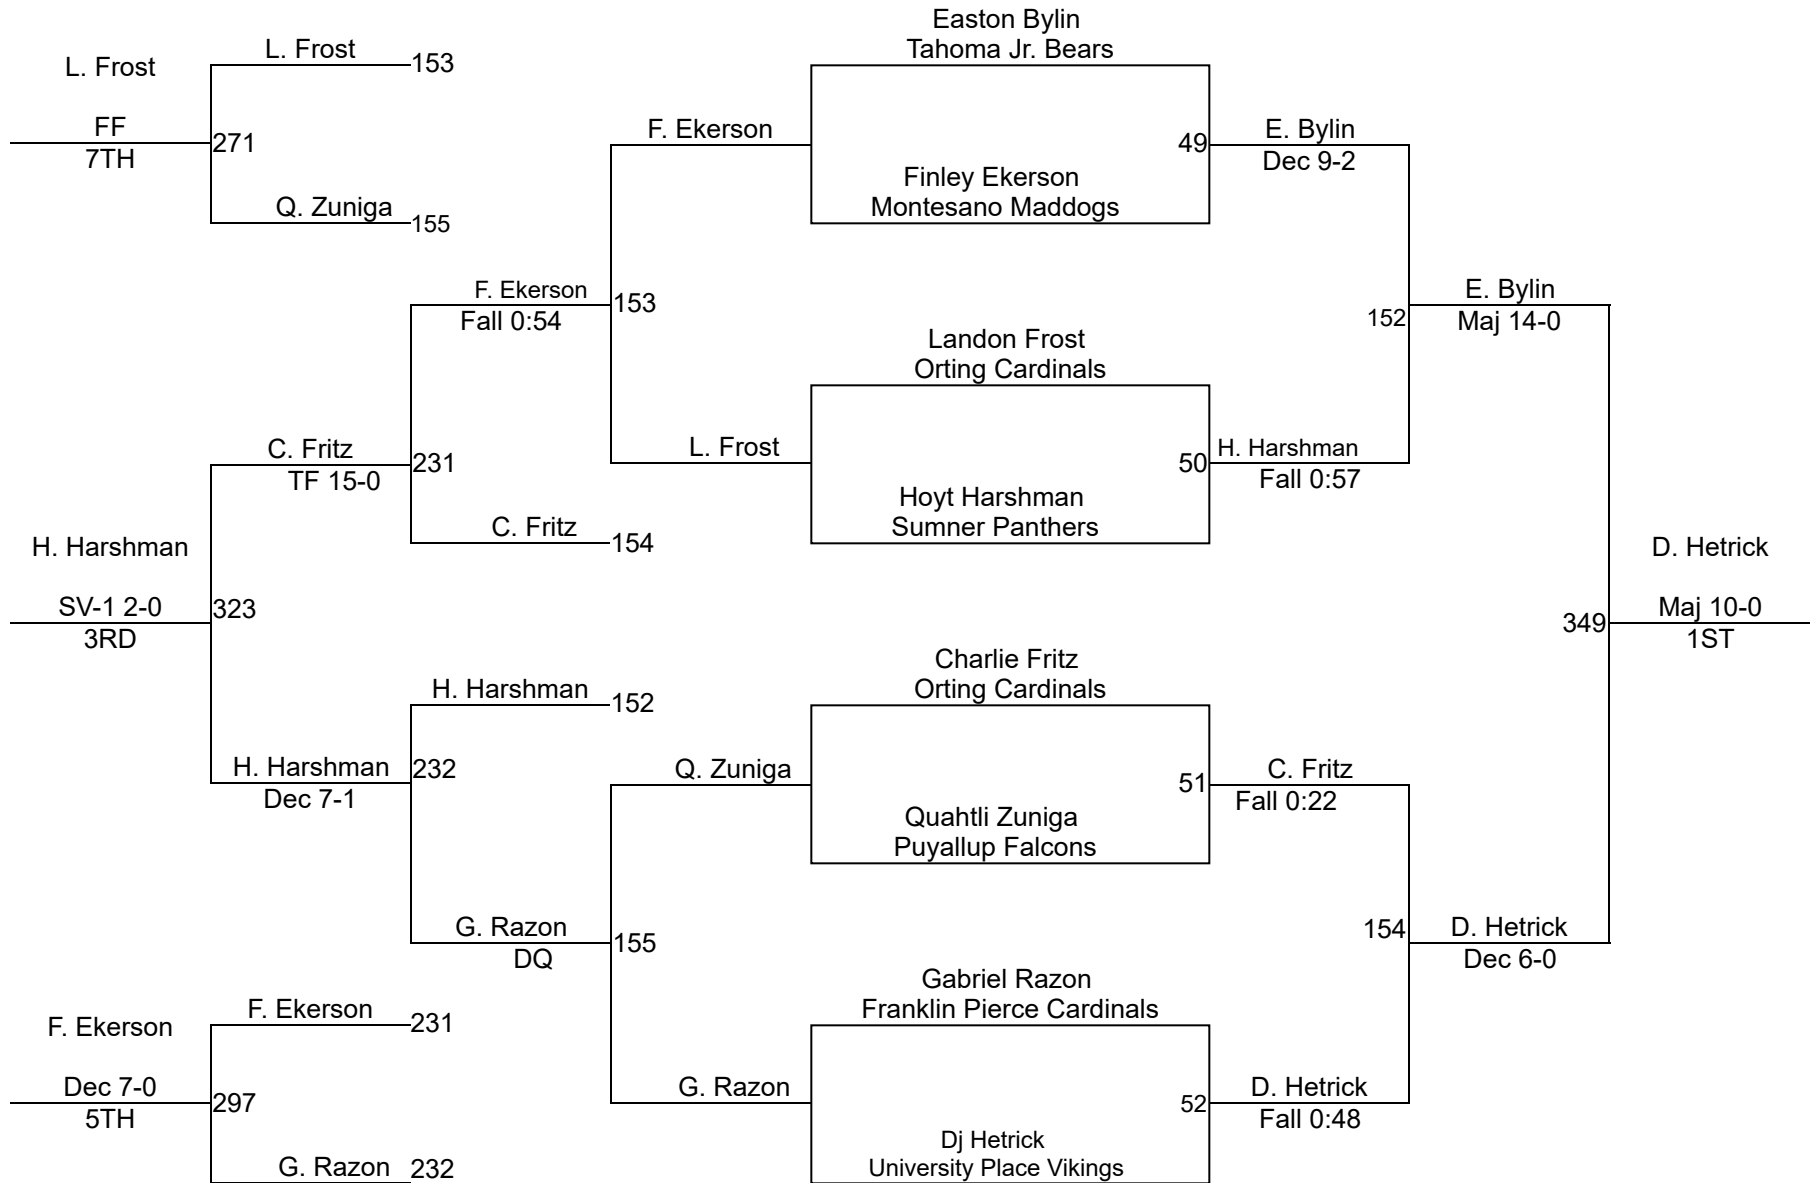 Easton Bylin
Tahoma Jr. Bears
L. Frost
L. Frost
153
FF
271
7TH
Q. Zuniga
155
F. Ekerson
49
E. Bylin
Dec 9-2
Finley Ekerson
Montesano Maddogs
F. Ekerson
Fall 0:54
153
152
E. Bylin
Maj 14-0
Landon Frost
Orting Cardinals
C. Fritz
TF 15-0
231
L. Frost
50
H. Harshman
Fall 0:57
Hoyt Harshman
Sumner Panthers
C. Fritz
154
H. Harshman
SV-1 2-0
323
3RD
D. Hetrick
349
Maj 10-0
1ST
Charlie Fritz
Orting Cardinals
H. Harshman
152
H. Harshman
Dec 7-1
232
Q. Zuniga
51
C. Fritz
Fall 0:22
Quahtli Zuniga
Puyallup Falcons
G. Razon
DQ
155
154
D. Hetrick
Dec 6-0
Gabriel Razon
Franklin Pierce Cardinals
F. Ekerson
F. Ekerson
231
Dec 7-0
297
5TH
G. Razon
232
G. Razon
52
D. Hetrick
Fall 0:48
Dj Hetrick
University Place Vikings